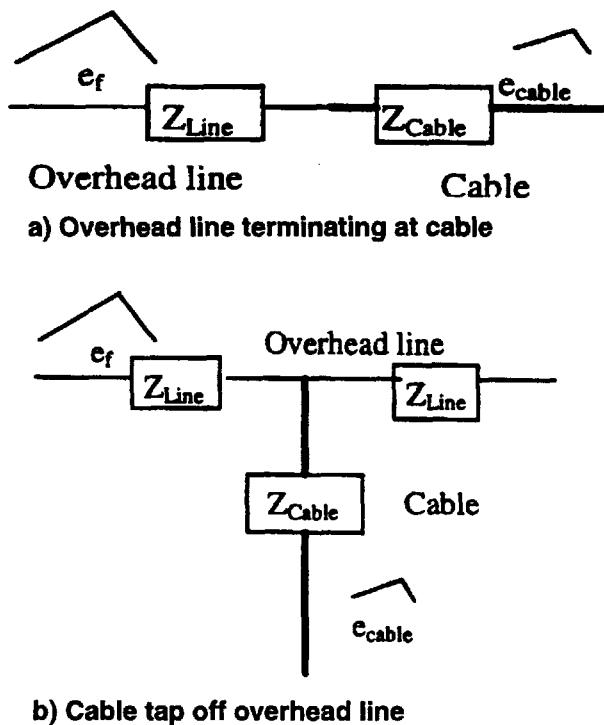 e_f
Z_Line
Z_Cable
e_cable
Overhead line
Cable
a) Overhead line terminating at cable
Overhead line
e_f
Z_Line
Z_Line
Z_Cable
Cable
e_cable
b) Cable tap off overhead line